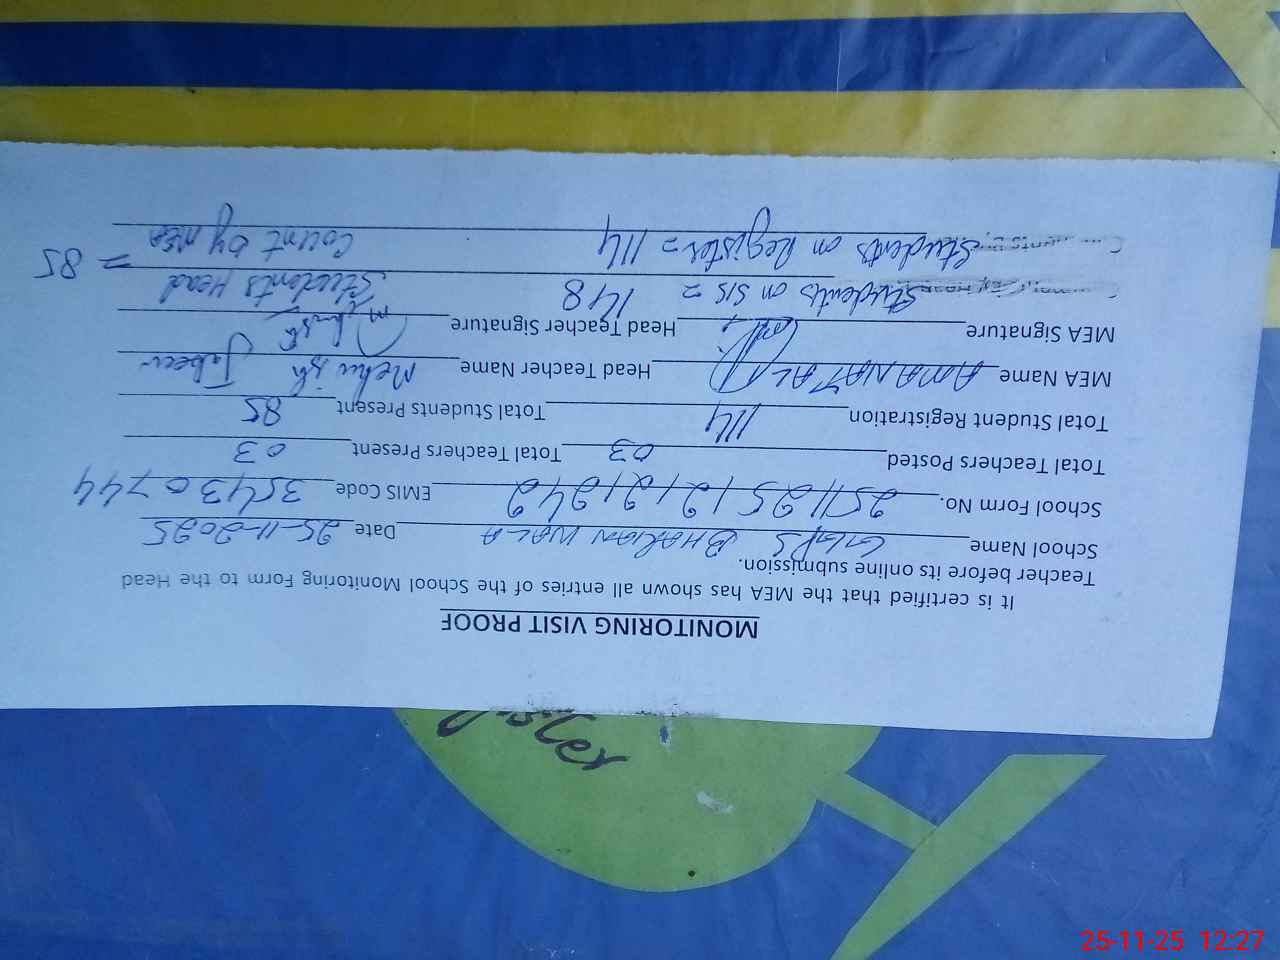 MONITORING VISIT PROOF
It is certified that the MEA has shown all entries of the School Monitoring Form to the Head
Teacher before its online submission.
School Name GMPS BHARIAN WALA Date 25-11-2025
School Form No. 251125121212242 EMIS Code 35430744
Total Teachers Posted 03 Total Teachers Present 03
Total Student Registration 114 Total Students Present 85
MEA Name AMANAT ALI Head Teacher Name Mehwish Jabeen
MEA Signature Head Teacher Signature
Students on SIS = 148 Students Head
Students on Register = 114 Count by MEA = 85
register
25-11-25 12:27